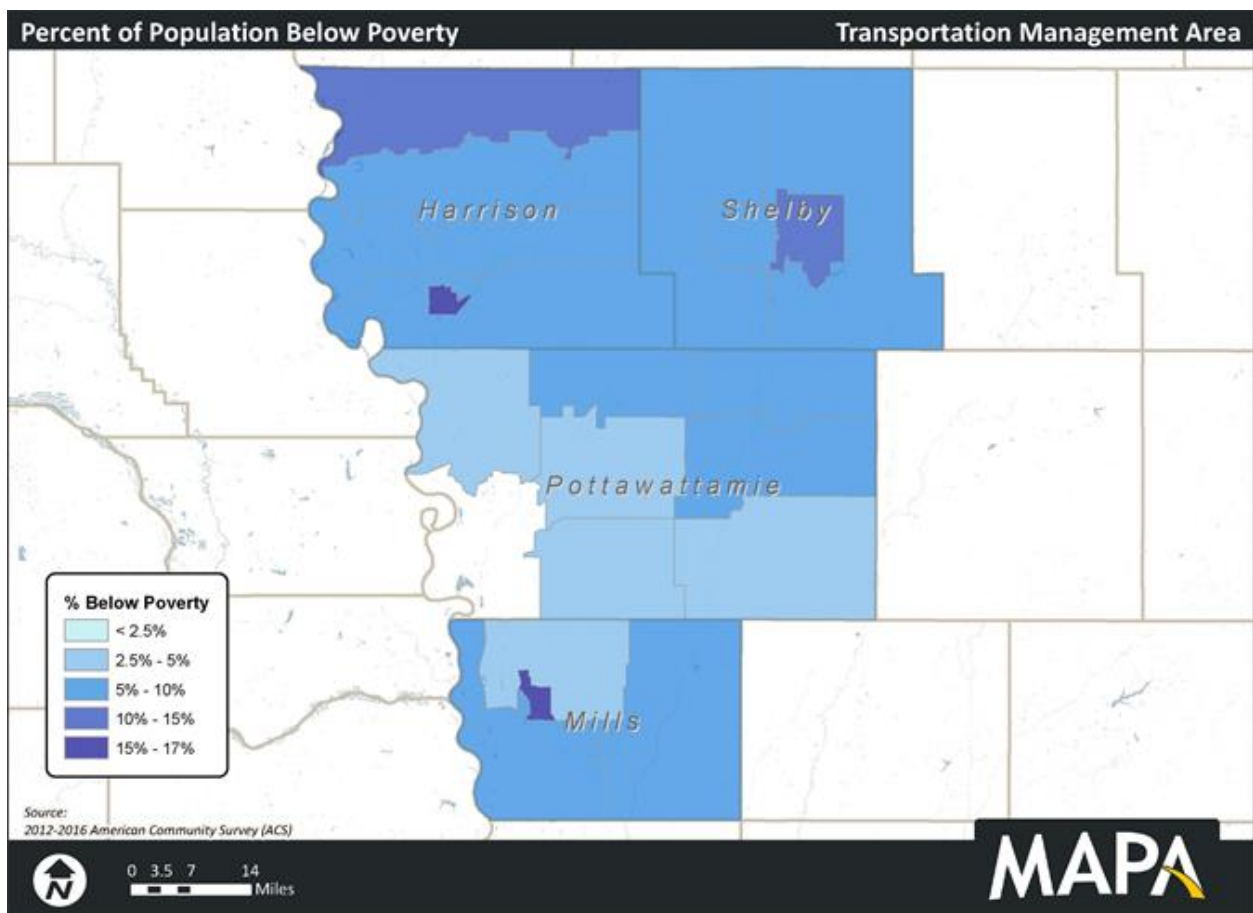 Percent of Population Below Poverty
Transportation Management Area
Harrison
Shelby
Pottawattamie
Mills
% Below Poverty
< 2.5%
2.5% - 5%
5% - 10%
10% - 15%
15% - 17%
Source:
2012-2016 American Community Survey (ACS)
N
0 3.5 7 14
Miles
MAPA